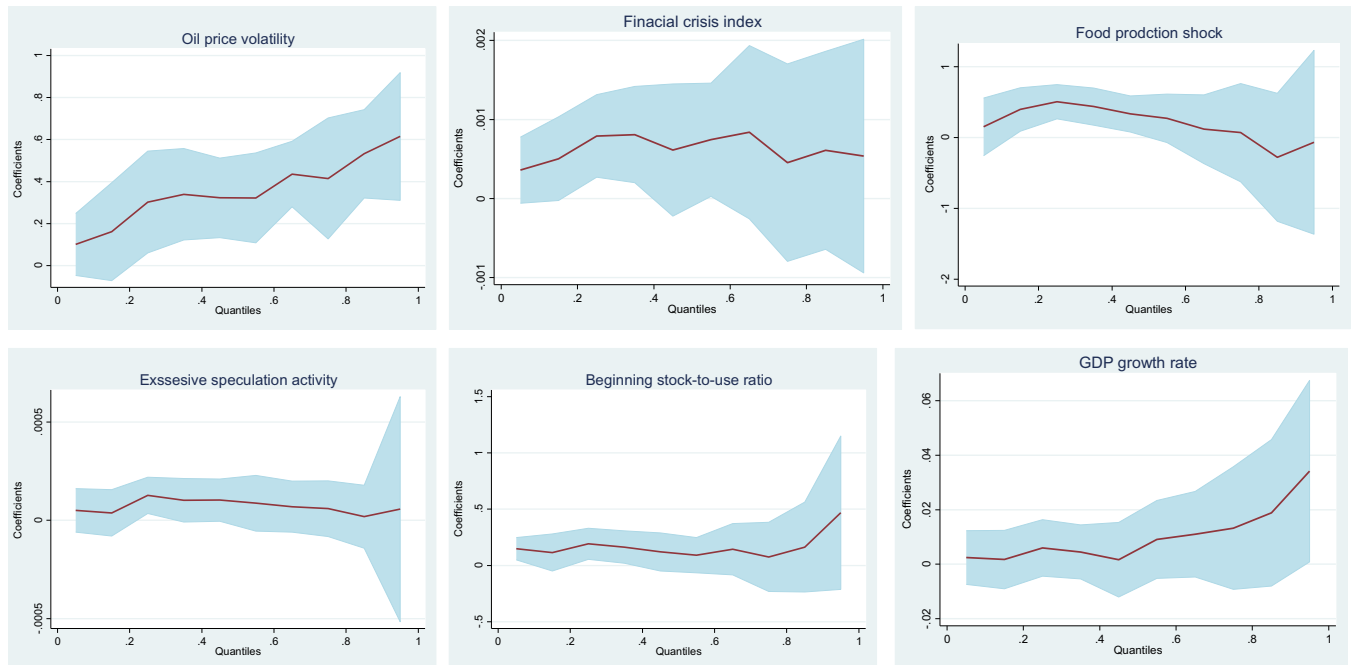 Oil price volatility
Coefficients
1
.8
.6
.4
.2
0
0 .2 .4 .6 .8 1
Quantiles
Finacial crisis index
Coefficients
.002
.001
0
-.001
0 .2 .4 .6 .8 1
Quantiles
Food prodction shock
Coefficients
1
0
-1
-2
0 .2 .4 .6 .8 1
Quantiles
Exssesive speculation activity
Coefficients
.0005
0
-.0005
0 .2 .4 .6 .8 1
Quantiles
Beginning stock-to-use ratio
Coefficients
1.5
1
.5
0
-.5
0 .2 .4 .6 .8 1
Quantiles
GDP growth rate
Coefficients
.06
.04
.02
0
-.02
0 .2 .4 .6 .8 1
Quantiles